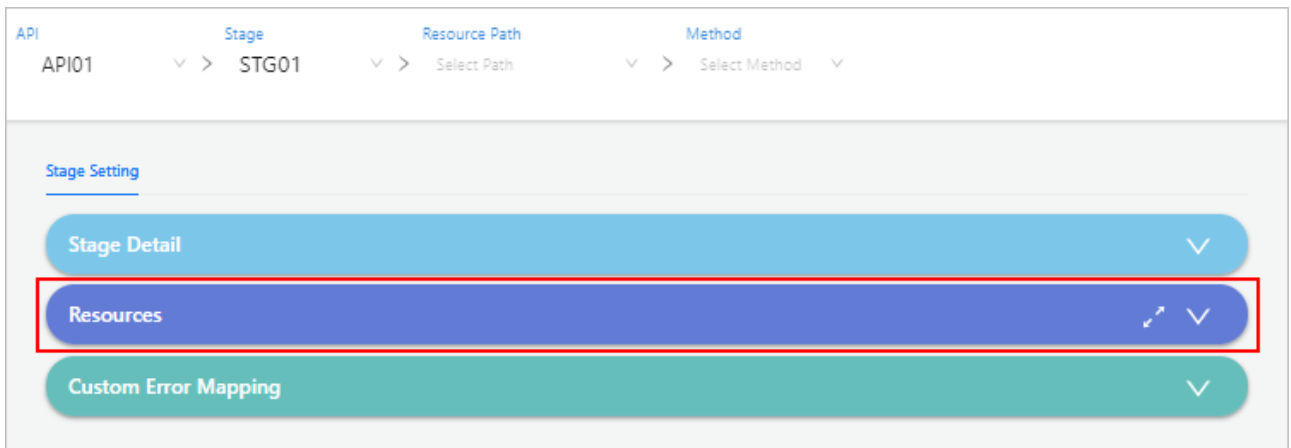 API Stage Resource Path Method
API01 > STG01 > Select Path > Select Method
Stage Setting
Stage Detail
Resources
Custom Error Mapping